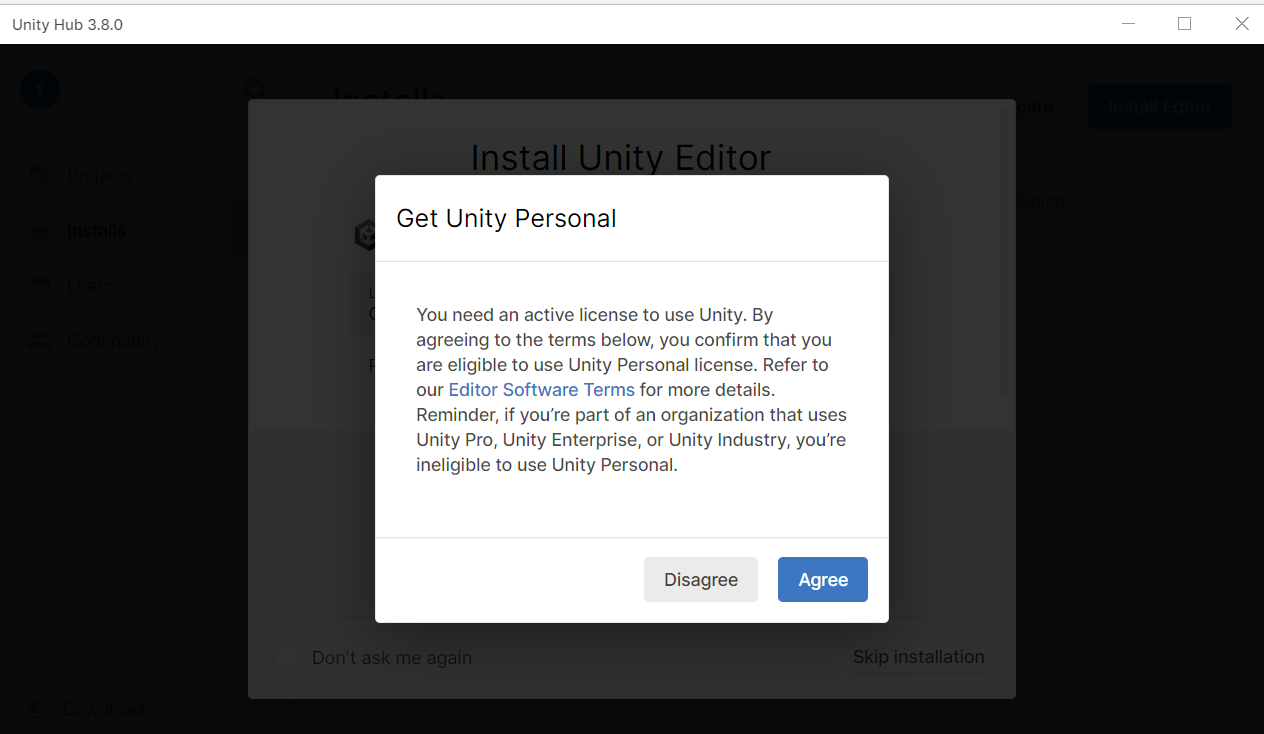 Unity Hub 3.8.0
T
Installs
Install Editor
Install Unity Editor
Projects
Get Unity Personal
Search
Installs
Learn
You need an active license to use Unity. By
agreeing to the terms below, you confirm that you
are eligible to use Unity Personal license. Refer to
our Editor Software Terms for more details.
Reminder, if you’re part of an organization that uses
Unity Pro, Unity Enterprise, or Unity Industry, you’re
ineligible to use Unity Personal.
Community
Disagree
Agree
Don't ask me again
Skip installation
Downloads